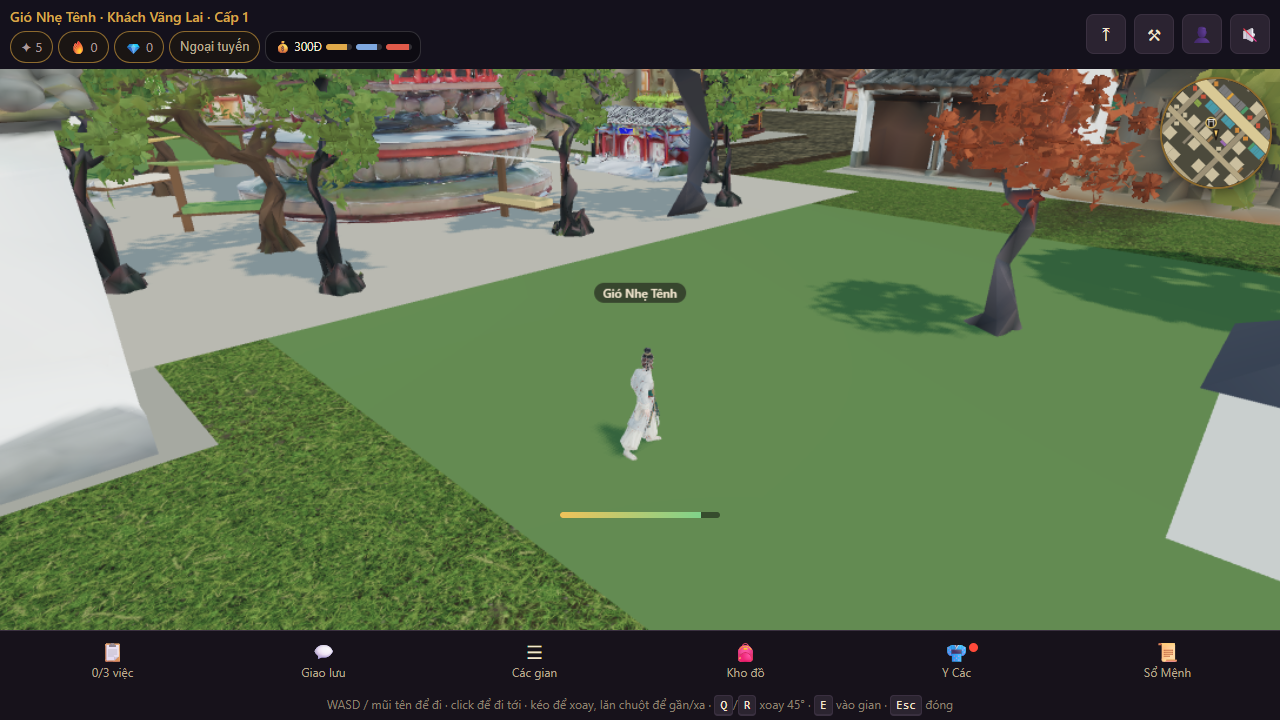 Gió Nhẹ Tênh · Khách Vãng Lai · Cấp 1
5
0
0
Ngoại tuyến
300Đ
Gió Nhẹ Tênh
0/3 việc
Giao lưu
Các gian
Kho đồ
Y Các
Sổ Mệnh
WASD / mũi tên để đi · click để đi tới · kéo để xoay, lăn chuột để gần/xa · Q / R xoay 45° · E vào gian · Esc đóng